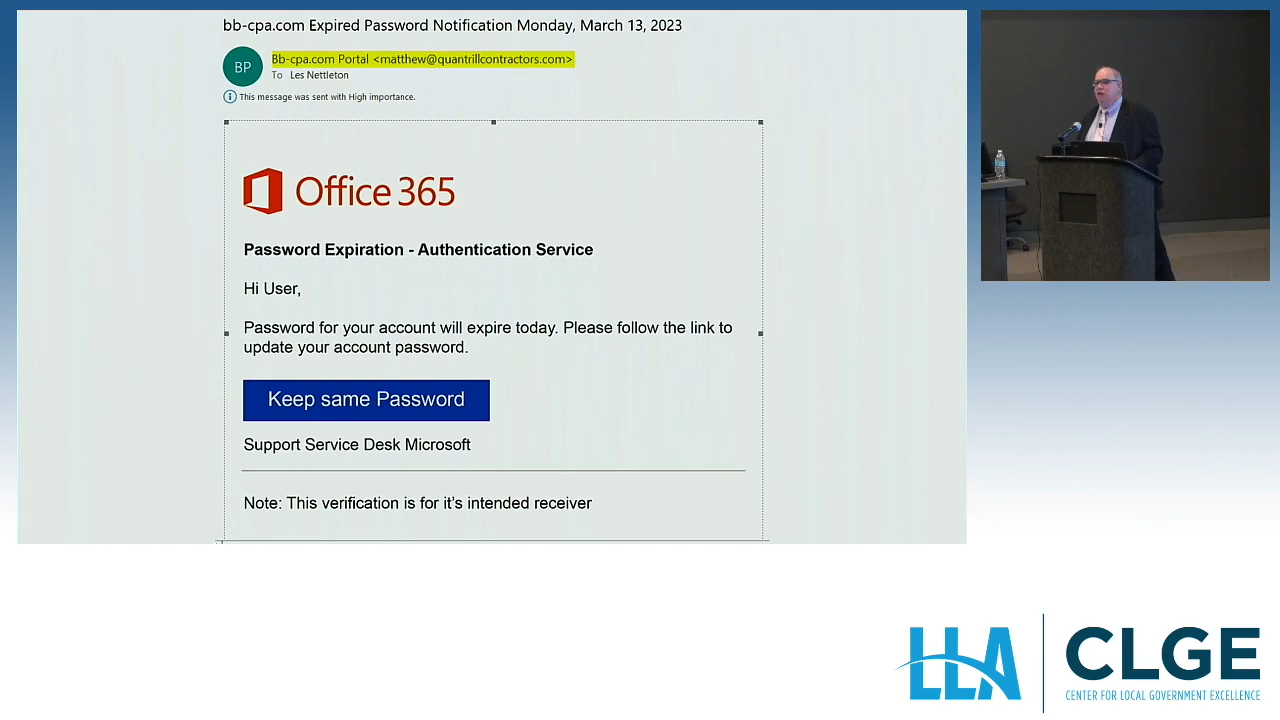 bb-cpa.com Expired Password Notification Monday, March 13, 2023
BP
Bb-cpa.com Portal <matthew@quantrillcontractors.com>
To Les Nettleton
This message was sent with High importance.
Office 365
Password Expiration - Authentication Service
Hi User,
Password for your account will expire today. Please follow the link to
update your account password.
Keep same Password
Support Service Desk Microsoft
Note: This verification is for it's intended receiver
LLA
CLGE
CENTER FOR LOCAL GOVERNMENT EXCELLENCE